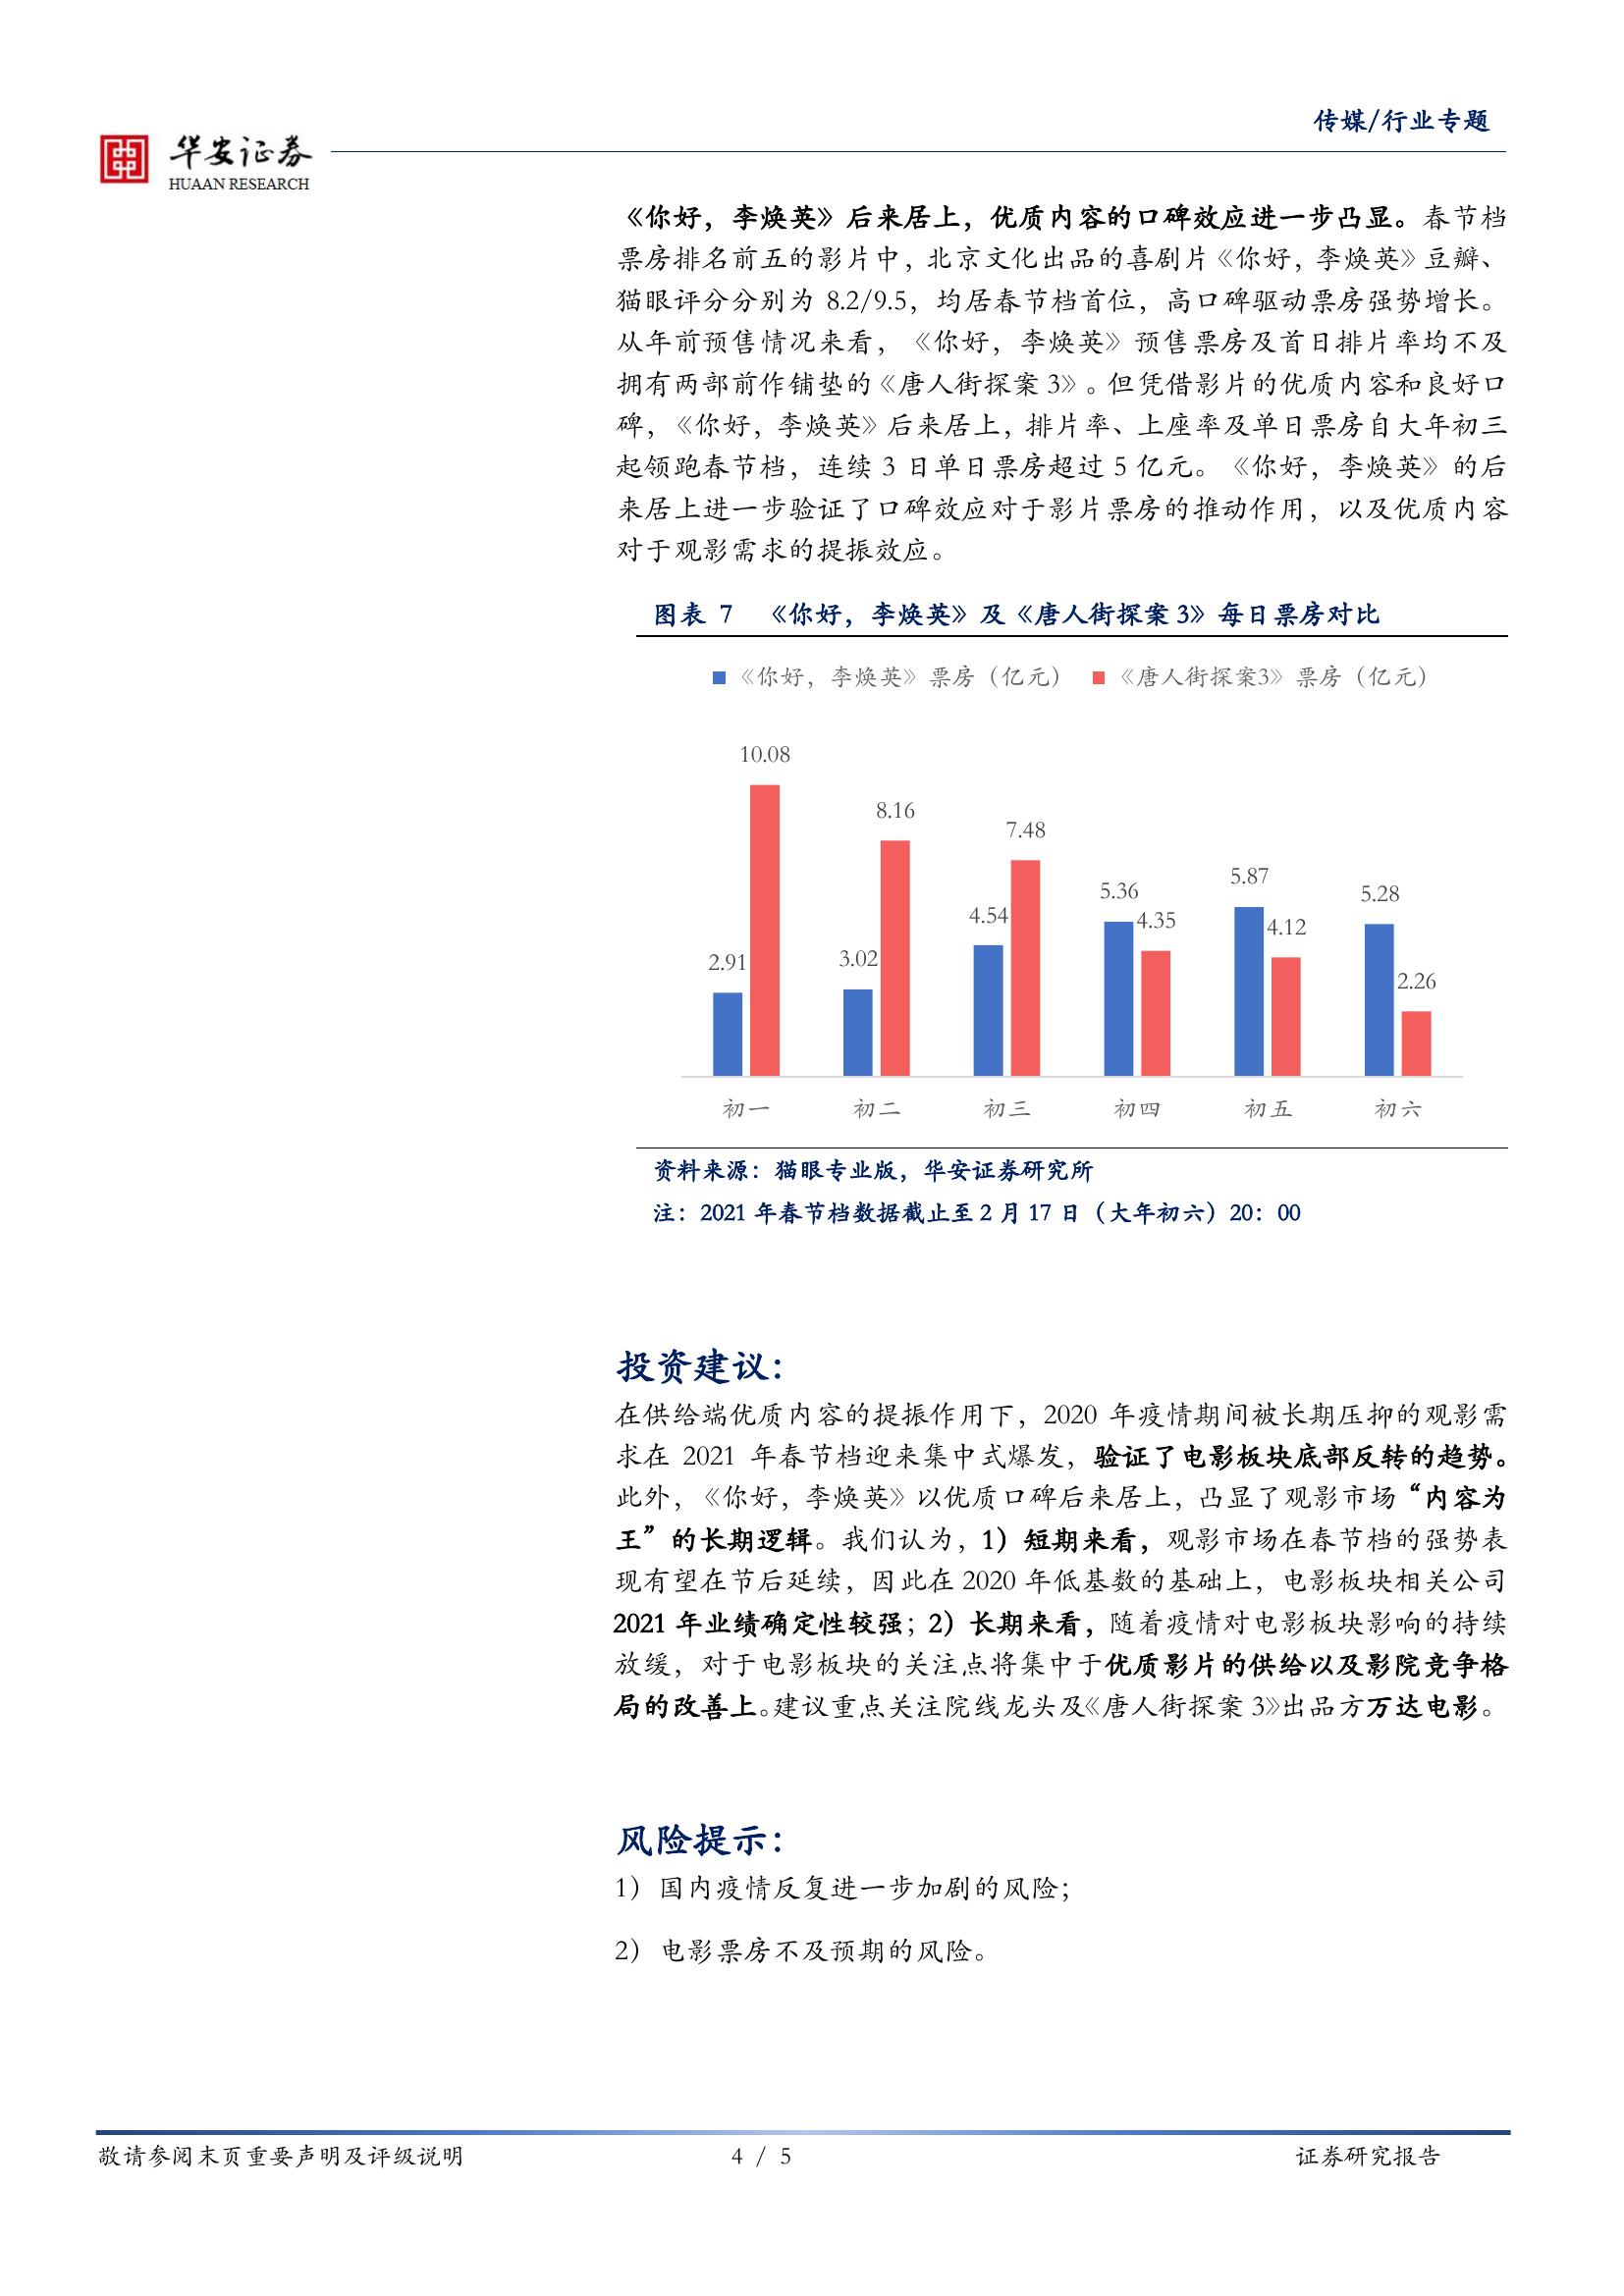 传媒/行业专题
华安证券
HUAAN RESEARCH
《你好，李焕英》后来居上，优质内容的口碑效应进一步凸显。春节档
票房排名前五的影片中，北京文化出品的喜剧片《你好，李焕英》豆瓣、
猫眼评分分别为 8.2/9.5，均居春节档首位，高口碑驱动票房强势增长。
从年前预售情况来看，《你好，李焕英》预售票房及首日排片率均不及
拥有两部前作铺垫的《唐人街探案 3》。但凭借影片的优质内容和良好口
碑，《你好，李焕英》后来居上，排片率、上座率及单日票房自大年初三
起领跑春节档，连续 3 日单日票房超过 5 亿元。《你好，李焕英》的后
来居上进一步验证了口碑效应对于影片票房的推动作用，以及优质内容
对于观影需求的提振效应。
图表 7 《你好，李焕英》及《唐人街探案 3》每日票房对比
《你好，李焕英》票房（亿元） 《唐人街探案3》票房（亿元）
10.08
8.16
7.48
5.87
5.36
5.28
4.54
4.35
4.12
2.91
3.02
2.26
初一 初二 初三 初四 初五 初六
资料来源：猫眼专业版，华安证券研究所
注：2021 年春节档数据截止至 2 月 17 日（大年初六）20：00
投资建议：
在供给端优质内容的提振作用下，2020 年疫情期间被长期压抑的观影需
求在 2021 年春节档迎来集中式爆发，验证了电影板块底部反转的趋势。
此外，《你好，李焕英》以优质口碑后来居上，凸显了观影市场“内容为
王”的长期逻辑。我们认为，1）短期来看，观影市场在春节档的强势表
现有望在节后延续，因此在 2020 年低基数的基础上，电影板块相关公司
2021 年业绩确定性较强；2）长期来看，随着疫情对电影板块影响的持续
放缓，对于电影板块的关注点将集中于优质影片的供给以及影院竞争格
局的改善上。建议重点关注院线龙头及《唐人街探案 3》出品方万达电影。
风险提示：
1） 国内疫情反复进一步加剧的风险；
2） 电影票房不及预期的风险。
敬请参阅末页重要声明及评级说明 4 / 5 证券研究报告